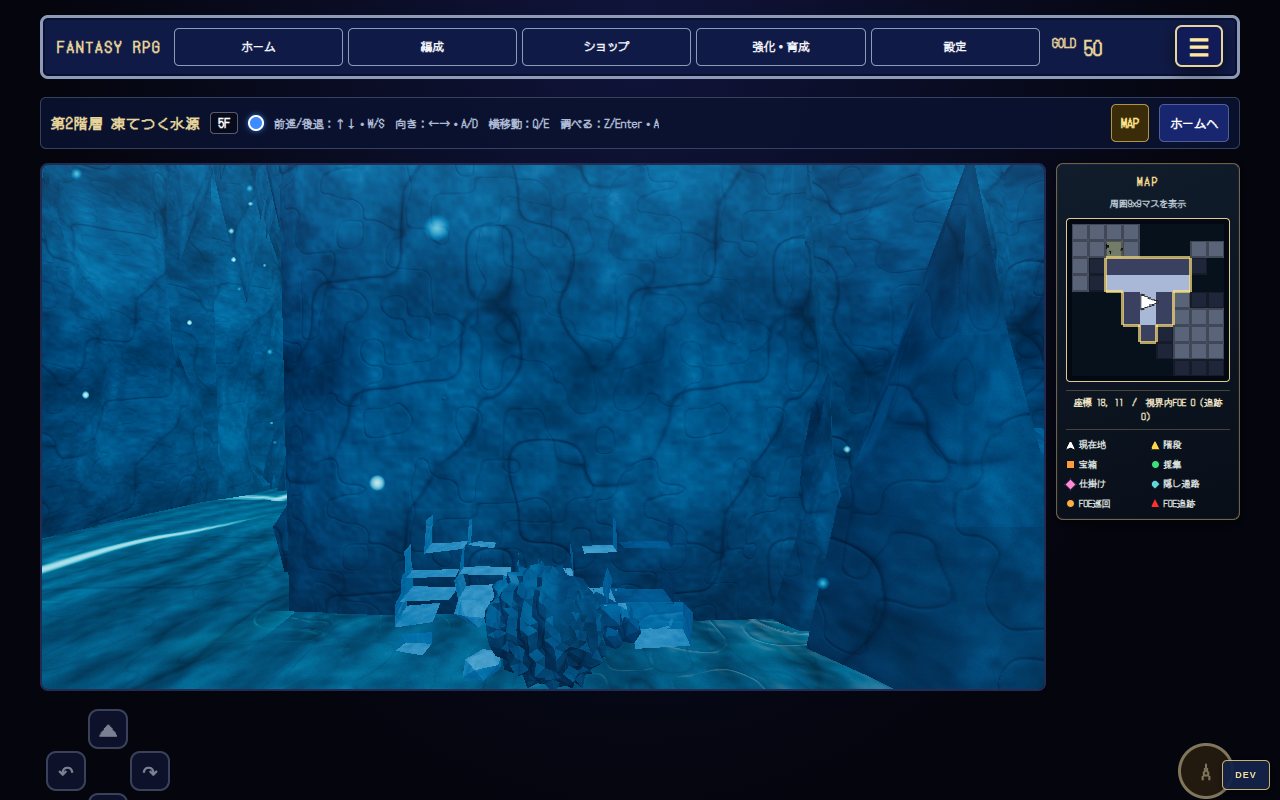 FANTASY RPG
ホーム
編成
ショップ
強化・育成
設定
GOLD 50
第2階層 凍てつく水源
5F
前進/後退：↑↓・W/S 向き：←→・A/D 横移動：Q/E 調べる：Z/Enter・A
MAP
ホームへ
MAP
周囲9x9マスを表示
座標 18, 11 / 視界内FOE 0（追跡
0）
現在地
階段
宝箱
採集
仕掛け
隠し通路
FOE巡回
FOE追跡
A
DEV